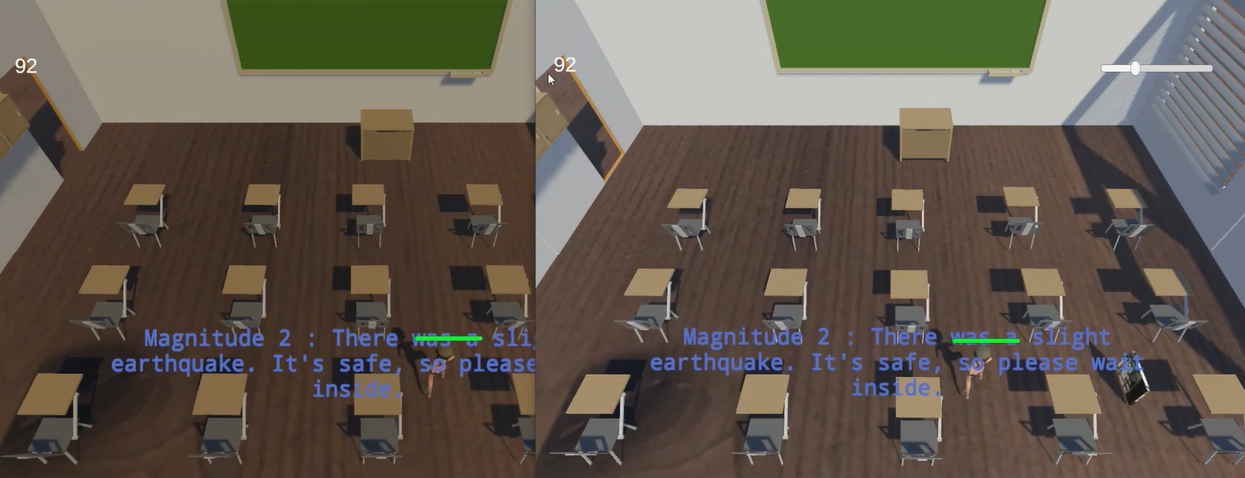 92
Magnitude 2 : There was a slig
earthquake. It's safe, so please
inside.
92
Magnitude 2 : There was a slight
earthquake. It's safe, so please wait
inside.